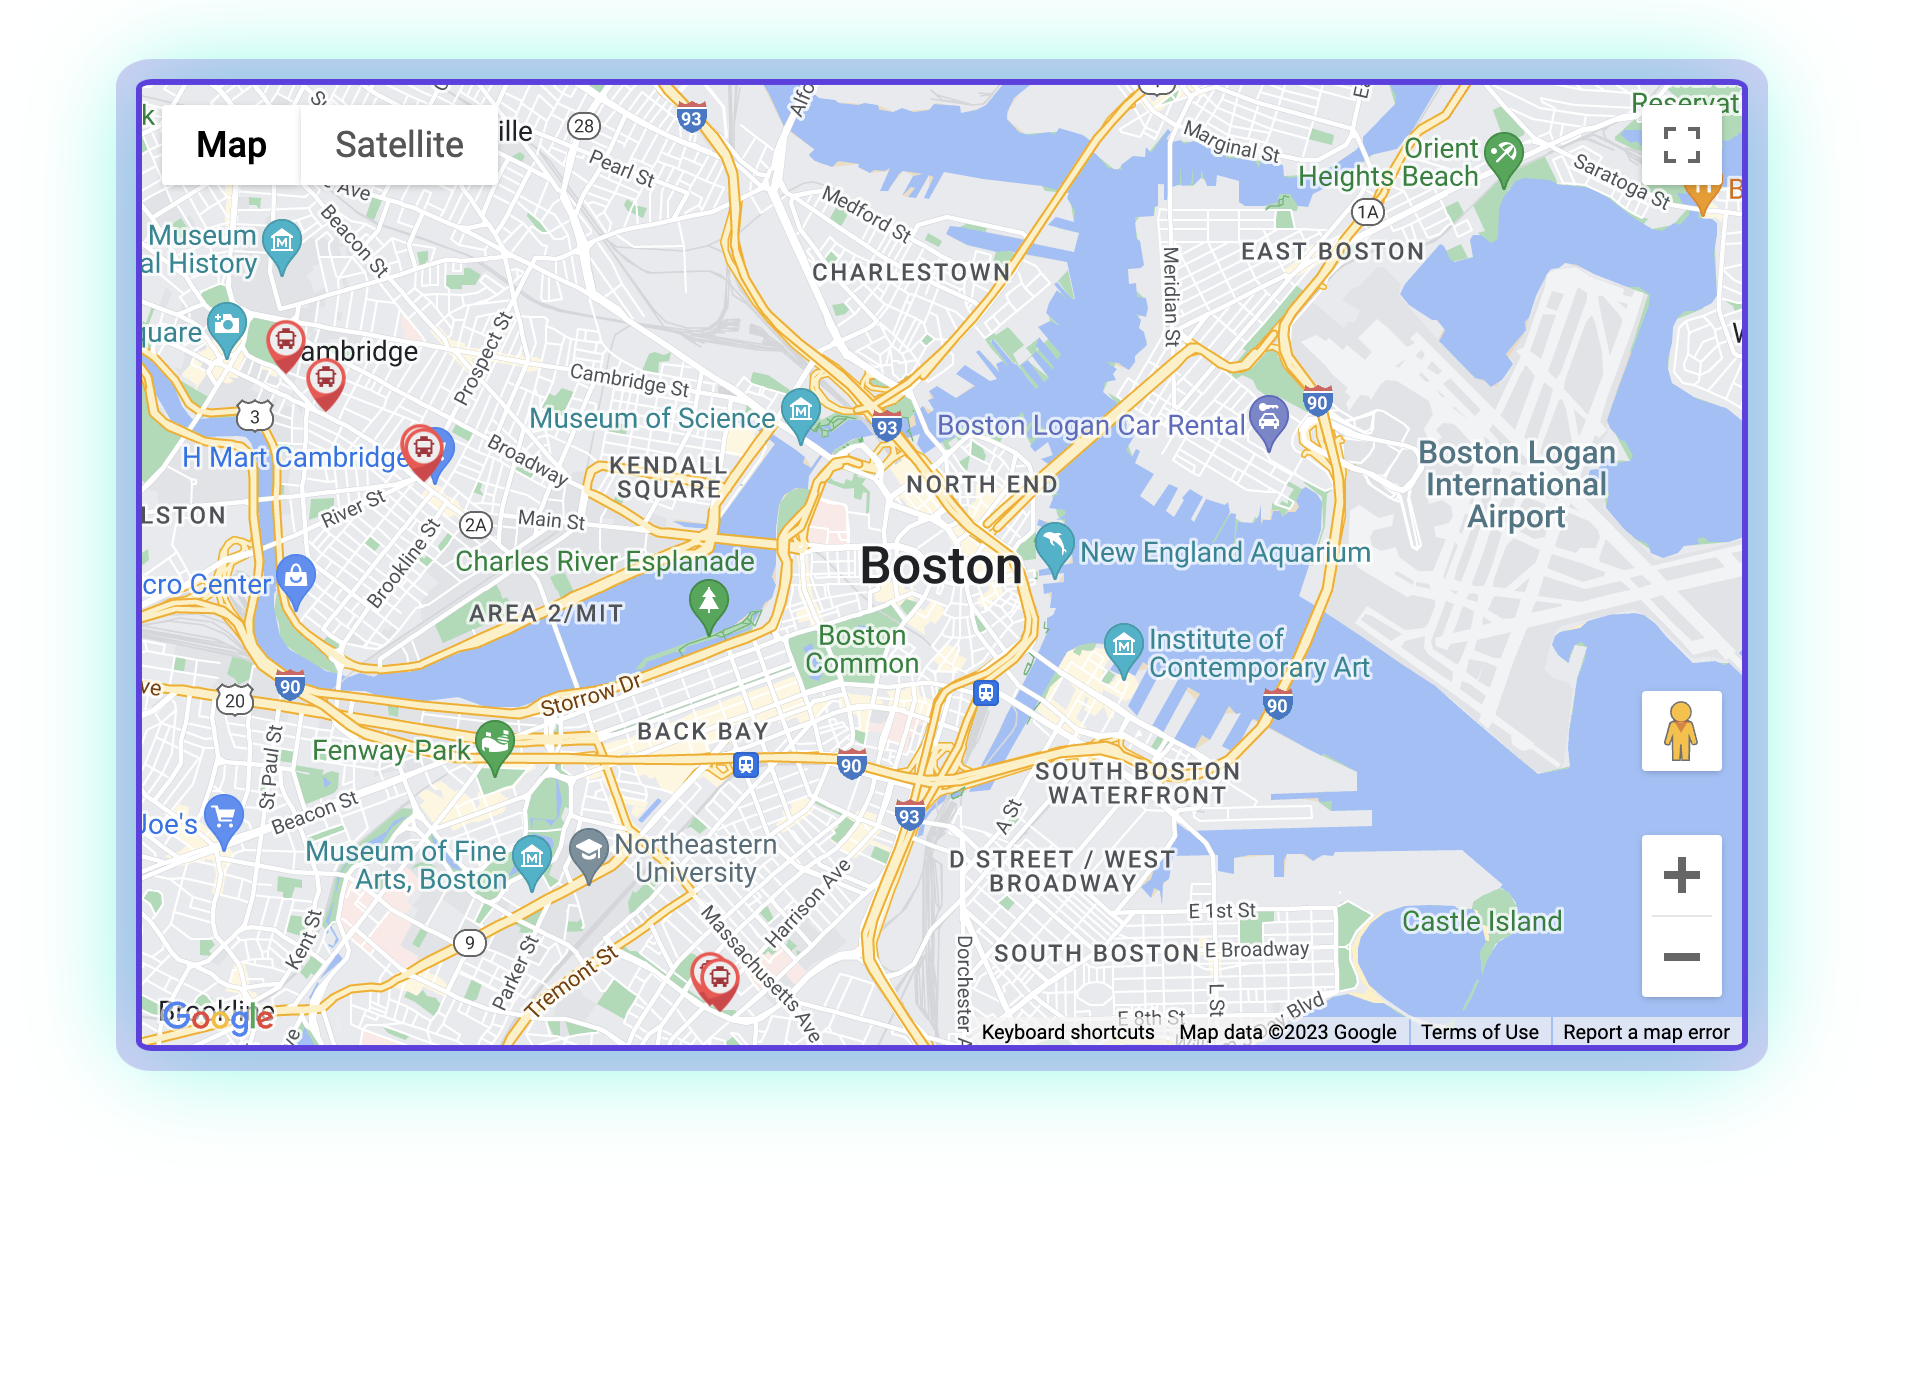 Map
Satellite
ille
28
93
Pearl St
Ave
Beacon St
Medford St
Marginal St
Orient
Heights Beach
Reservat
Saratoga St
B
1A
EAST BOSTON
Museum
al History
CHARLESTOWN
Meridian St
quare
ambridge
Prospect St
Cambridge St
3
Museum of Science
93
Boston Logan Car Rental
90
H Mart Cambridge
Broadway
KENDALL
SQUARE
NORTH END
Boston Logan
International
Airport
LSTON
River St
2A
Main St
Brookline St
Charles River Esplanade
Boston
New England Aquarium
cro Center
AREA 2/MIT
Boston
Common
Institute of
Contemporary Art
ve
20
90
Storrow Dr
90
St Paul St
Fenway Park
BACK BAY
90
SOUTH BOSTON
WATERFRONT
Beacon St
Joe's
93
A St
Museum of Fine
Arts, Boston
Northeastern
University
D STREET / WEST
BROADWAY
Harrison Ave
Massachusetts Ave
E 1st St
Castle Island
Kent St
9
Parker St
Tremont St
SOUTH BOSTON
E Broadway
Dorchester A
L St
E 8th St
Blvd
Brookline
Google
ve
Keyboard shortcuts
Map data ©2023 Google
Terms of Use
Report a map error